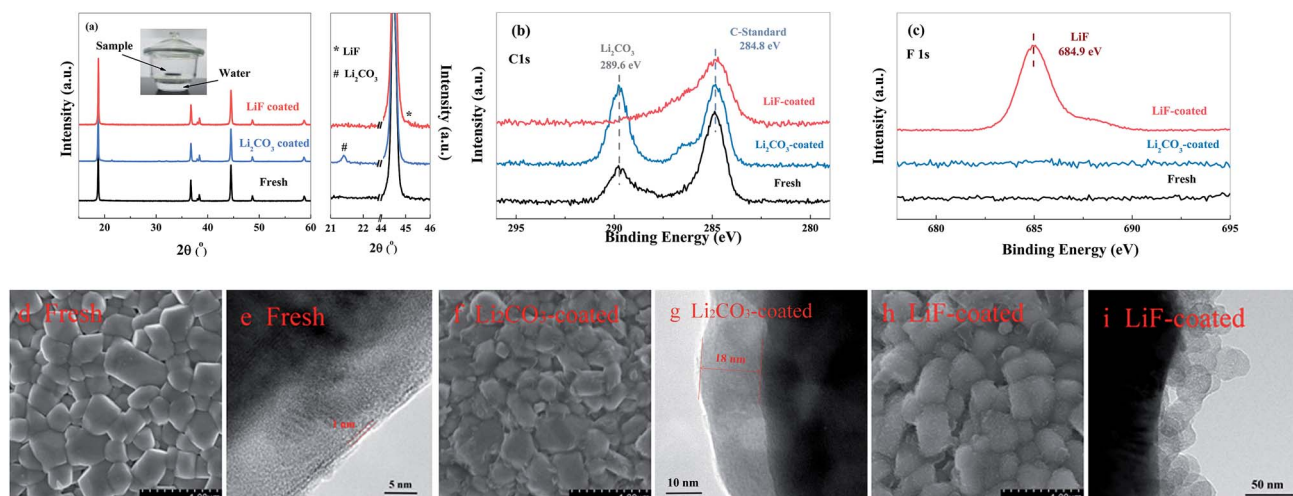 (a)
Sample
Water
LiF coated
Li₂CO₃ coated
Fresh
Intensity (a.u.)
20 30 40 50 60
2θ (°)
* LiF
# Li₂CO₃
*
#
Intensity (a.u.)
21 22 44 45 46
2θ (°)
(b)
C1s
Li₂CO₃
289.6 eV
C-Standard
284.8 eV
LiF-coated
Li₂CO₃-coated
Fresh
Intensity (a.u.)
295 290 285 280
Binding Energy (eV)
(c)
F 1s
LiF
684.9 eV
LiF-coated
Li₂CO₃-coated
Fresh
Intensity (a.u.)
680 685 690 695
Binding Energy (eV)
d Fresh
e Fresh
1 nm
5 nm
f Li₂CO₃-coated
g Li₂CO₃-coated
18 nm
10 nm
h LiF-coated
i LiF-coated
50 nm